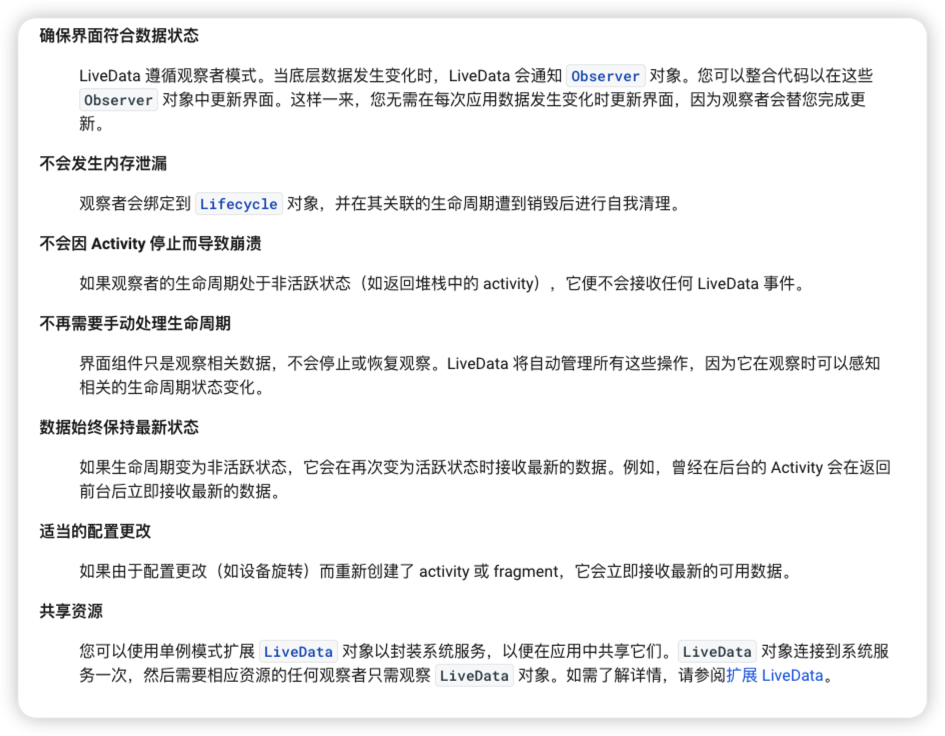 确保界面符合数据状态
LiveData 遵循观察者模式。当底层数据发生变化时，LiveData 会通知 Observer 对象。您可以整合代码以在这些
Observer 对象中更新界面。这样一来，您无需在每次应用数据发生变化时更新界面，因为观察者会替您完成更
新。
不会发生内存泄漏
观察者会绑定到 Lifecycle 对象，并在其关联的生命周期遭到销毁后进行自我清理。
不会因 Activity 停止而导致崩溃
如果观察者的生命周期处于非活跃状态（如返回堆栈中的 activity），它便不会接收任何 LiveData 事件。
不再需要手动处理生命周期
界面组件只是观察相关数据，不会停止或恢复观察。LiveData 将自动管理所有这些操作，因为它在观察时可以感知
相关的生命周期状态变化。
数据始终保持最新状态
如果生命周期变为非活跃状态，它会在再次变为活跃状态时接收最新的数据。例如，曾经在后台的 Activity 会在返回
前台后立即接收最新的数据。
适当的配置更改
如果由于配置更改（如设备旋转）而重新创建了 activity 或 fragment，它会立即接收最新的可用数据。
共享资源
您可以使用单例模式扩展 LiveData 对象以封装系统服务，以便在应用中共享它们。LiveData 对象连接到系统服
务一次，然后需要相应资源的任何观察者只需观察 LiveData 对象。如需了解详情，请参阅扩展 LiveData。